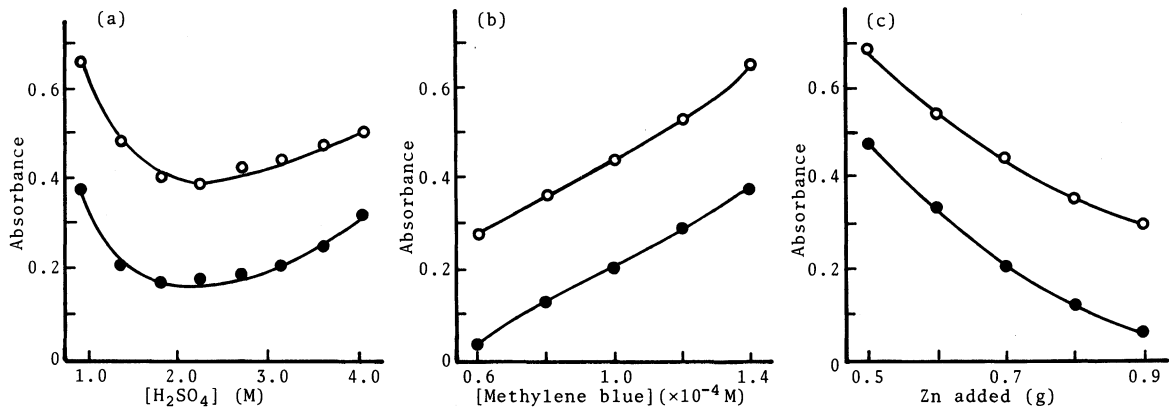 (a)
(b)
(c)
Absorbance
0.6
0.4
0.2
0
1.0 2.0 3.0 4.0
[H₂SO₄] (M)
Absorbance
0.6
0.4
0.2
0
0.6 1.0 1.4
[Methylene blue](×10⁻⁴M)
Absorbance
0.6
0.4
0.2
0
0.5 0.7 0.9
Zn added (g)